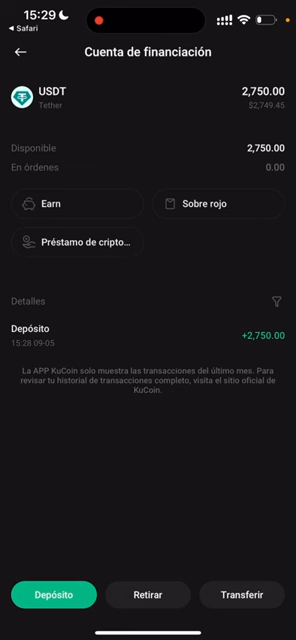 15:29
Safari
Cuenta de financiación
USDT
2,750.00
Tether
$2,749.45
Disponible
2,750.00
En órdenes
0.00
Earn
Sobre rojo
Préstamo de cripto...
Detalles
Depósito
+2,750.00
15:28 09-05
La APP KuCoin solo muestra las transacciones del último mes. Para
revisar tu historial de transacciones completo, visita el sitio oficial de
KuCoin.
Depósito
Retirar
Transferir